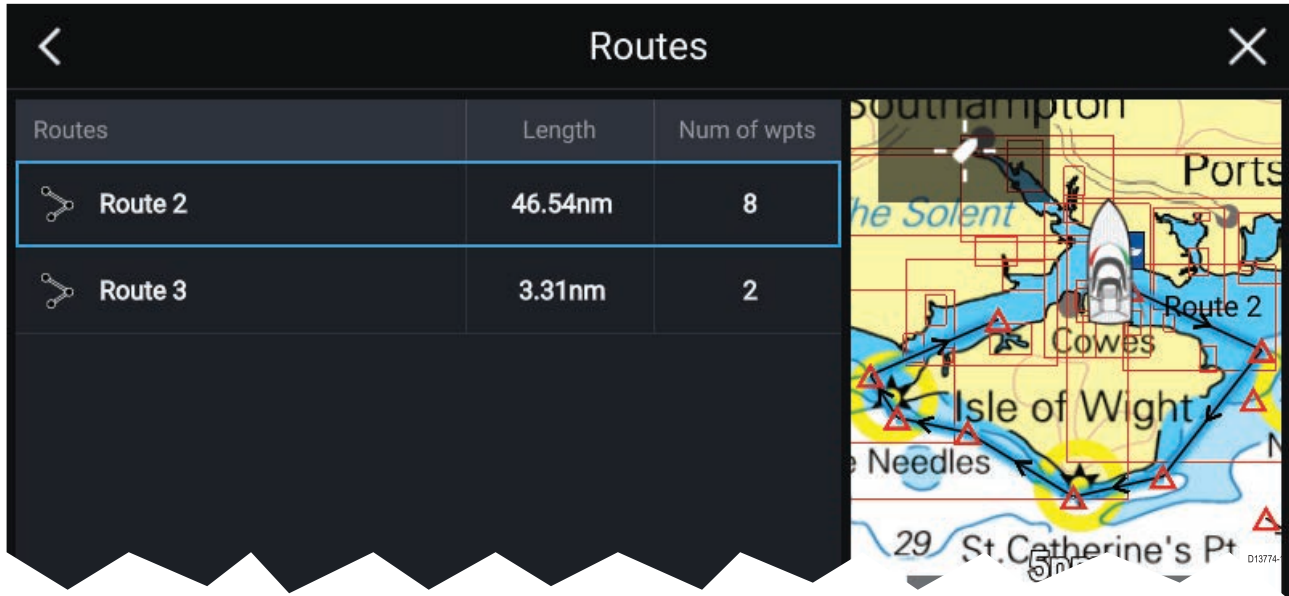 Routes
Routes Length Num of wpts
Route 2 46.54nm 8
Route 3 3.31nm 2
Southampton
Ports
he Solent
Route 2
Cowes
Isle of Wight
Needles
29 St.Catherine's Pt
D13774-